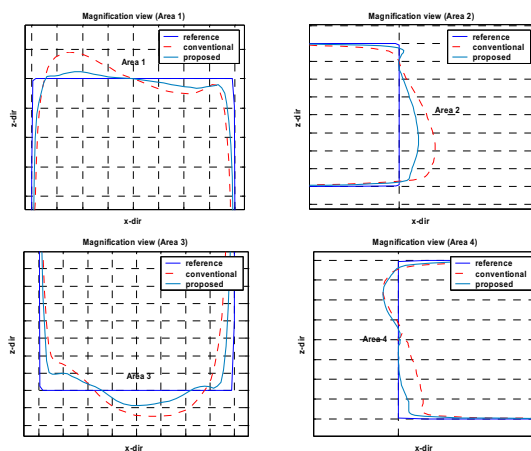 Magnification view (Area 1)
reference
conventional
proposed
Area 1
z-dir
x-dir
Magnification view (Area 2)
reference
conventional
proposed
Area 2
z-dir
x-dir
Magnification view (Area 3)
reference
conventional
proposed
Area 3
z-dir
x-dir
Magnification view (Area 4)
reference
conventional
proposed
Area 4
z-dir
x-dir